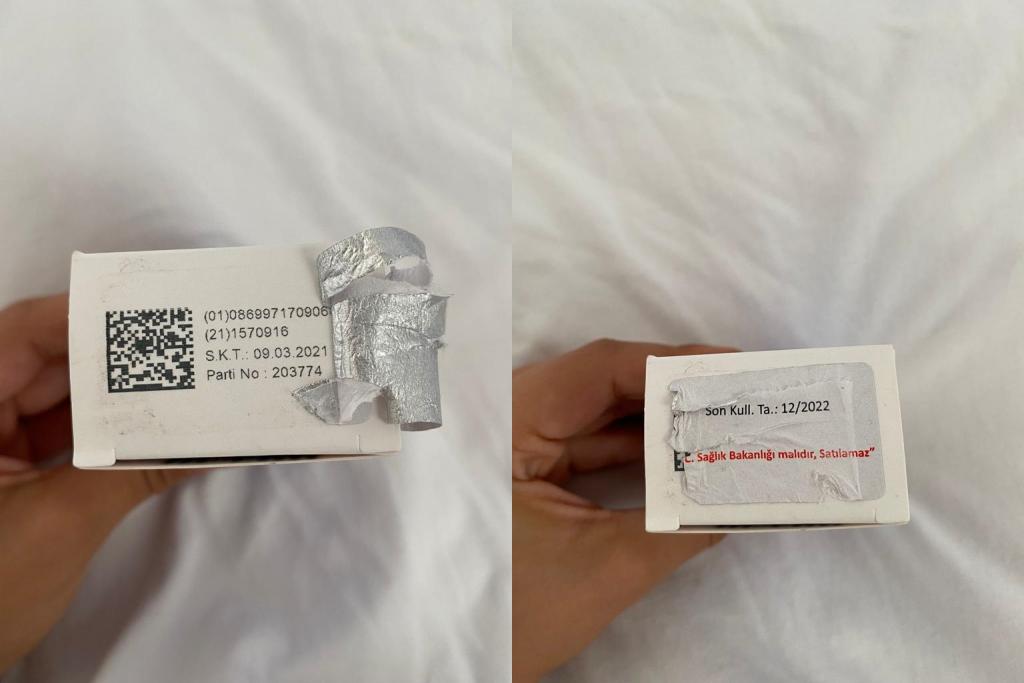 (01)086997170906
(21)1570916
S.K.T.: 09.03.2021
Parti No : 203774
Son Kull. Ta.: 12/2022
C. Sağlık Bakanlığı malıdır, Satılamaz"